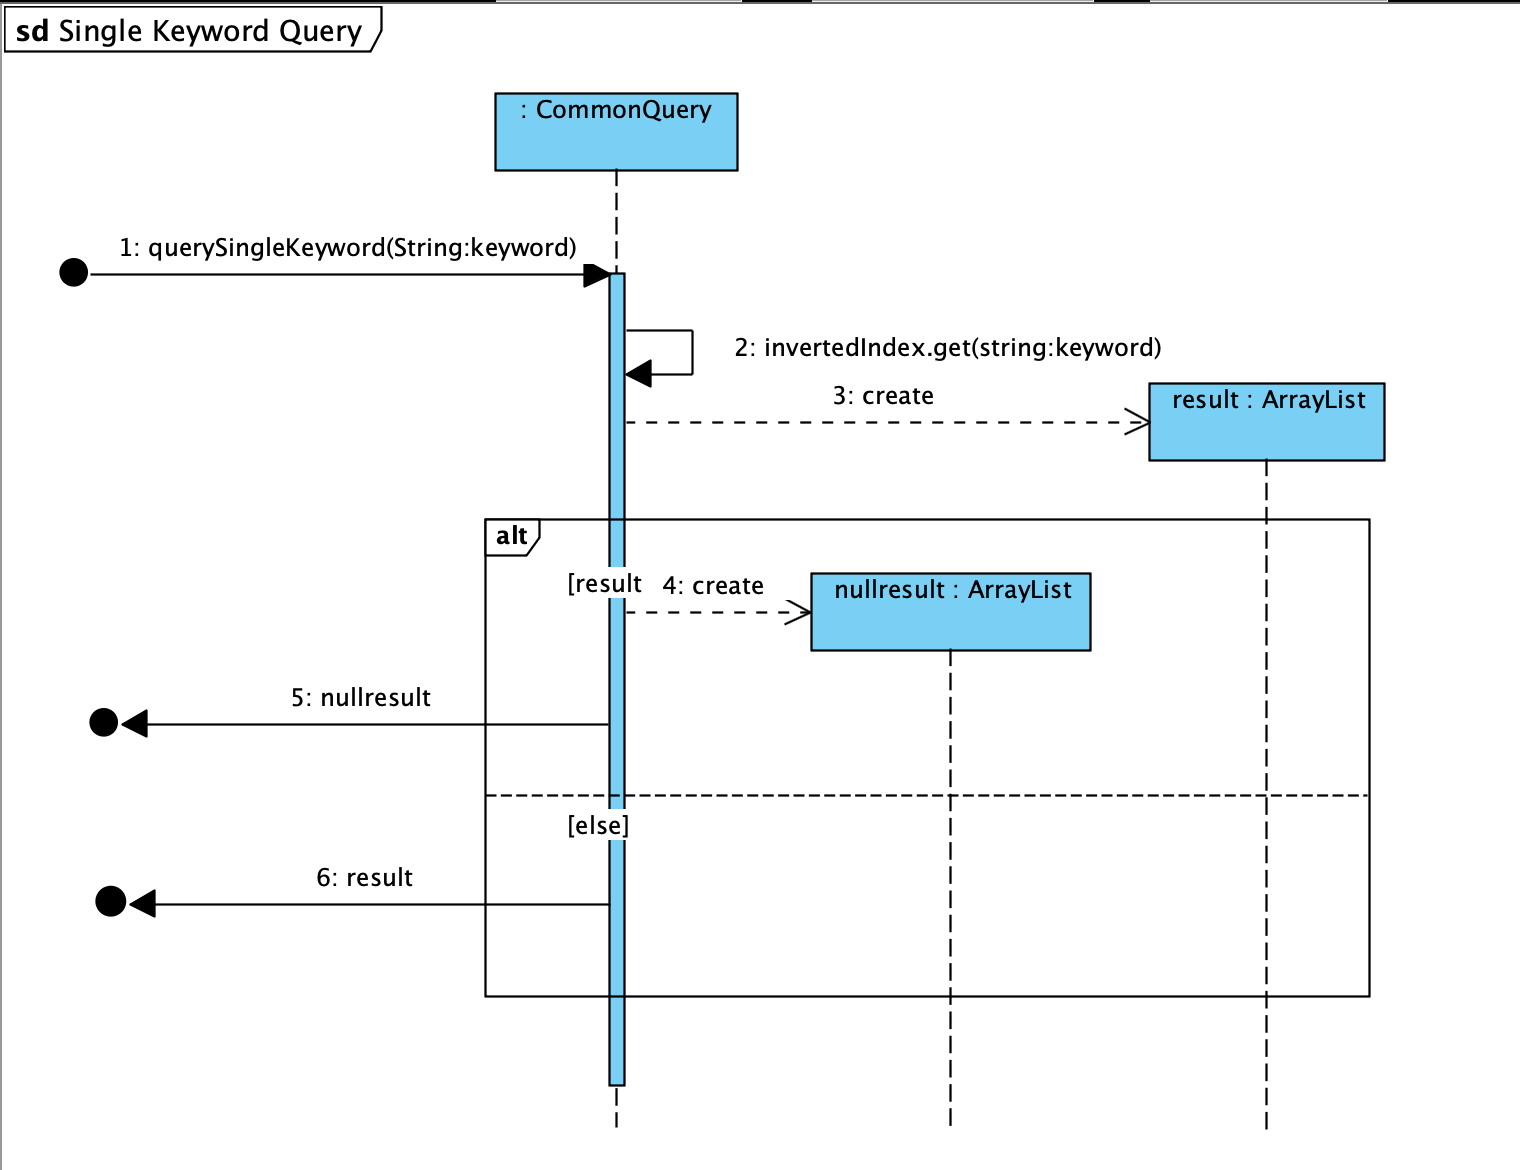 sd Single Keyword Query
: CommonQuery
1: querySingleKeyword(String:keyword)
2: invertedIndex.get(string:keyword)
3: create
result : ArrayList
alt
[result
4: create
nullresult : ArrayList
5: nullresult
[else]
6: result